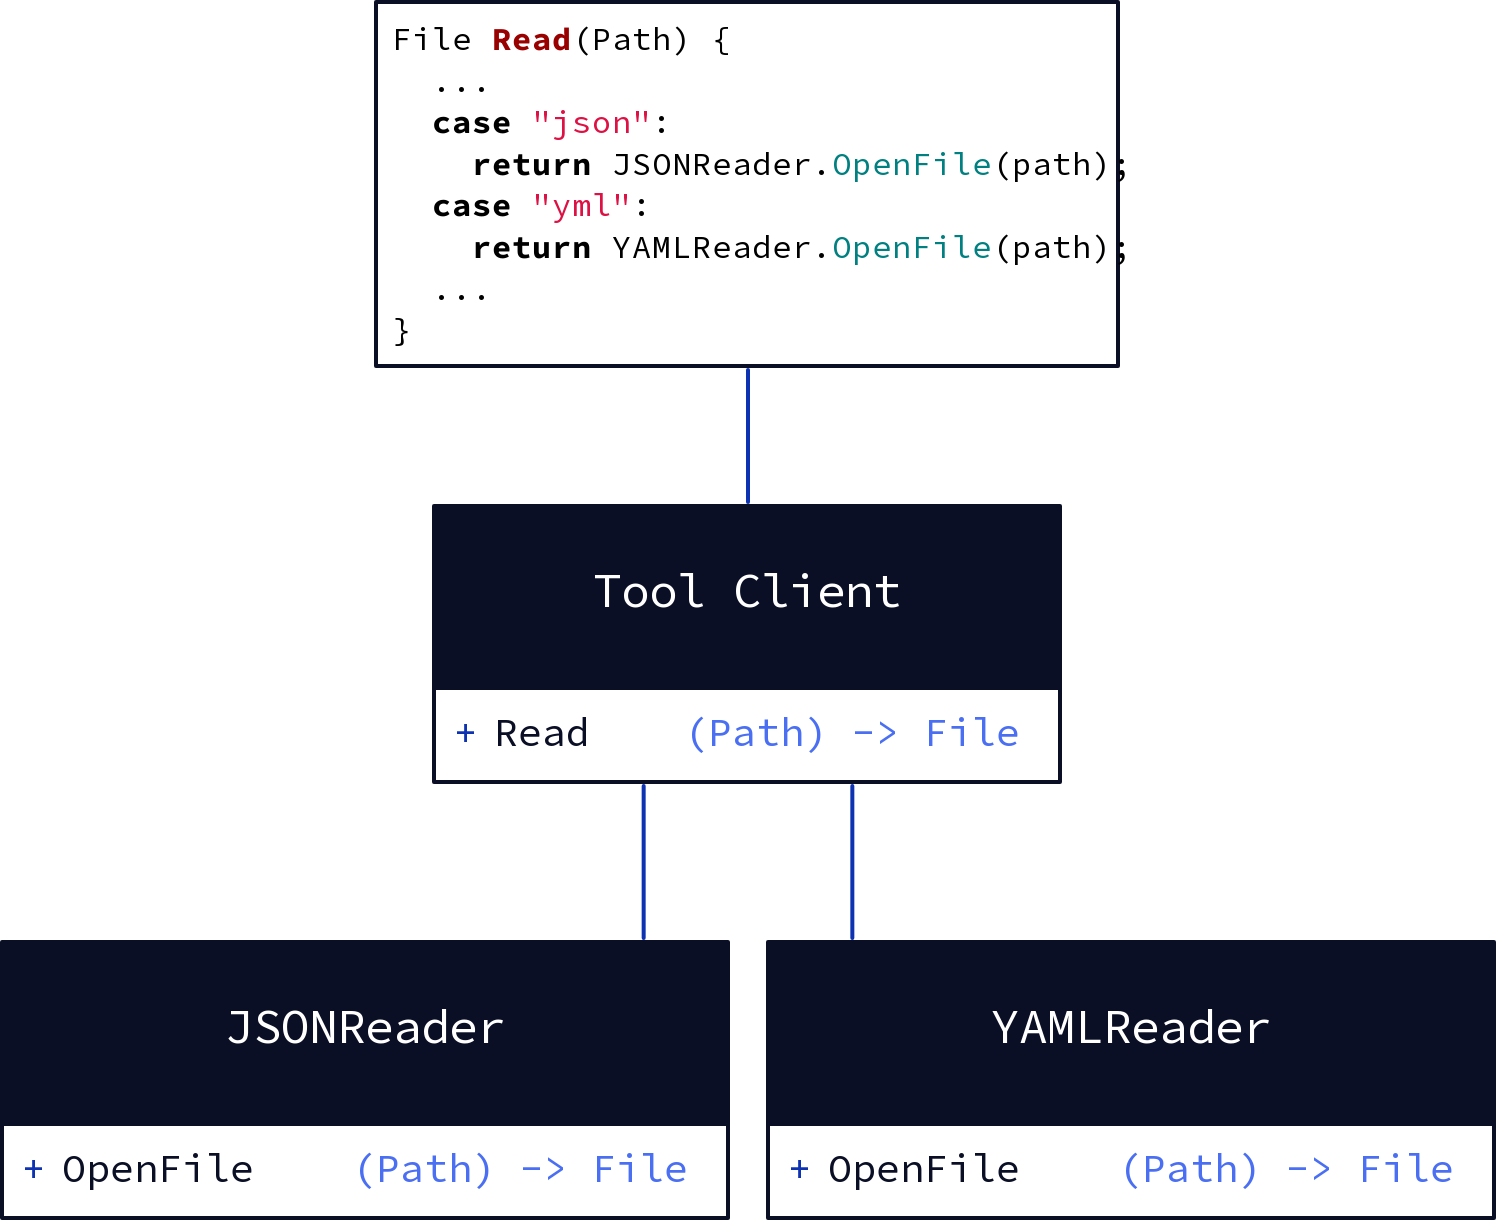 File Read(Path) {
  ...
  case "json":
    return JSONReader.OpenFile(path);
  case "yml":
    return YAMLReader.OpenFile(path);
  ...
}
Tool Client
+ Read (Path) -> File
JSONReader
+ OpenFile (Path) -> File
YAMLReader
+ OpenFile (Path) -> File